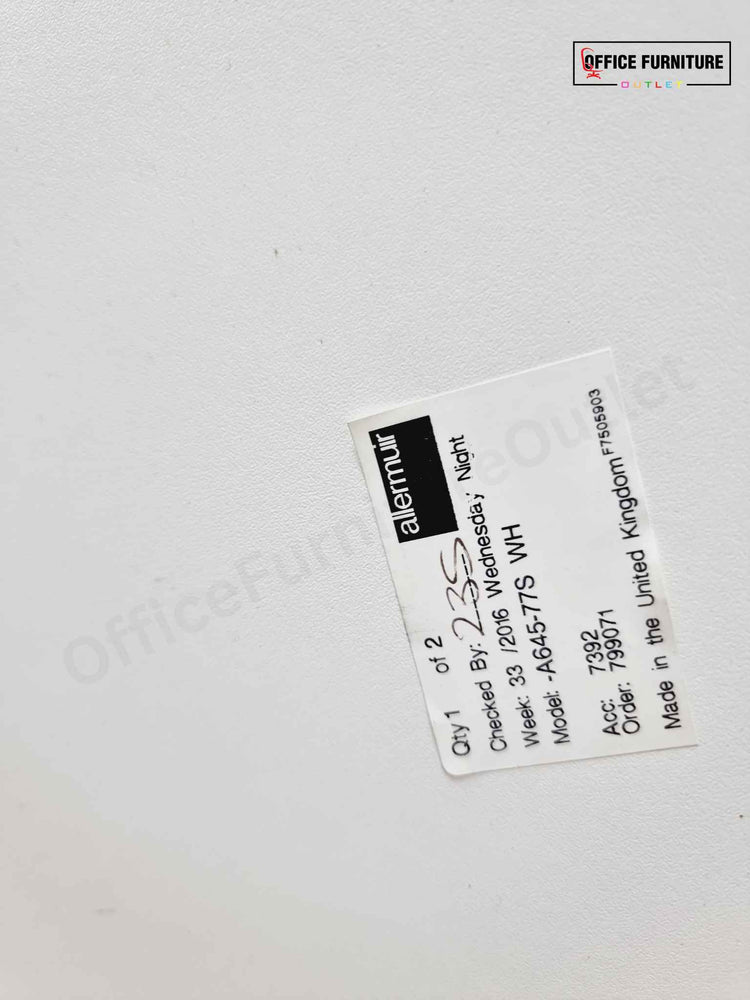 OFFICE FURNITURE
OUTLET
OfficeFurnitureOutlet
allermuir
Qty 1 of 2
Checked By: 235
Week: 33 /2016 Wednesday Night
Model: -A645-77S WH
Acc: 7392
Order: 799071
Made in the United Kingdom F7505903